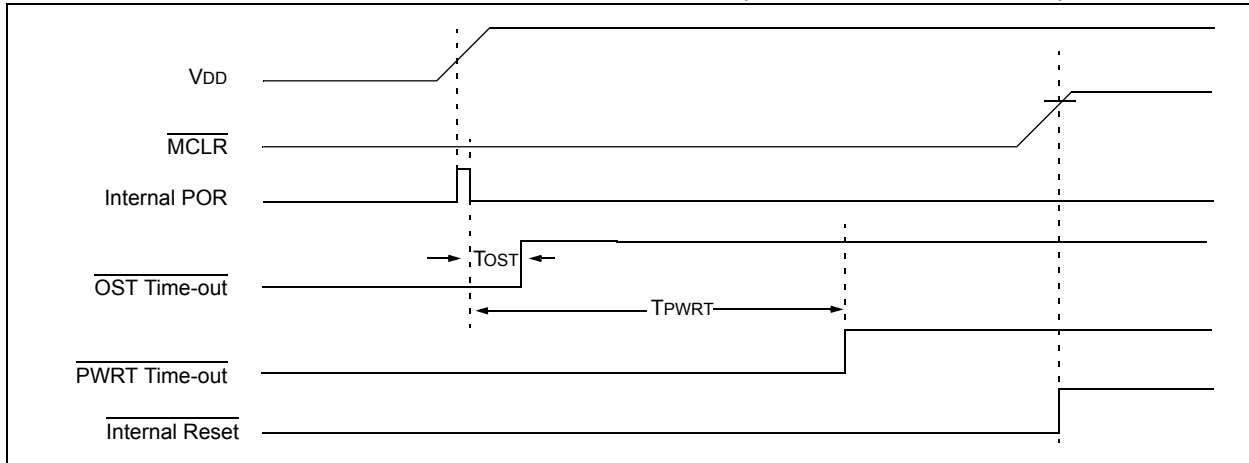 VDD
MCLR
Internal POR
TOST
OST Time-out
TPWRT
PWRT Time-out
Internal Reset